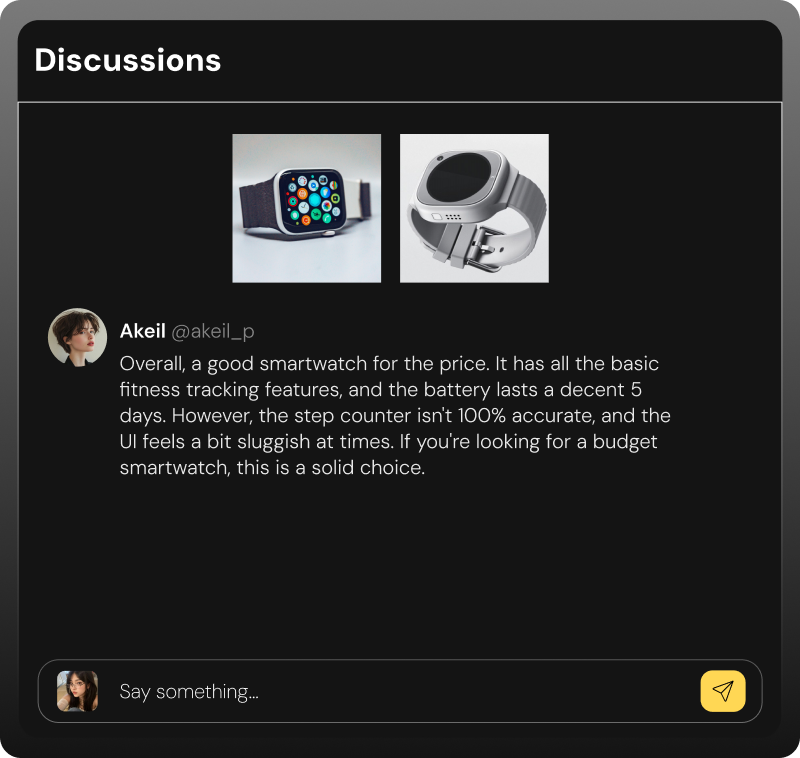 Discussions
Akeil @akeil_p
Overall, a good smartwatch for the price. It has all the basic
fitness tracking features, and the battery lasts a decent 5
days. However, the step counter isn't 100% accurate, and the
UI feels a bit sluggish at times. If you're looking for a budget
smartwatch, this is a solid choice.
Say something...